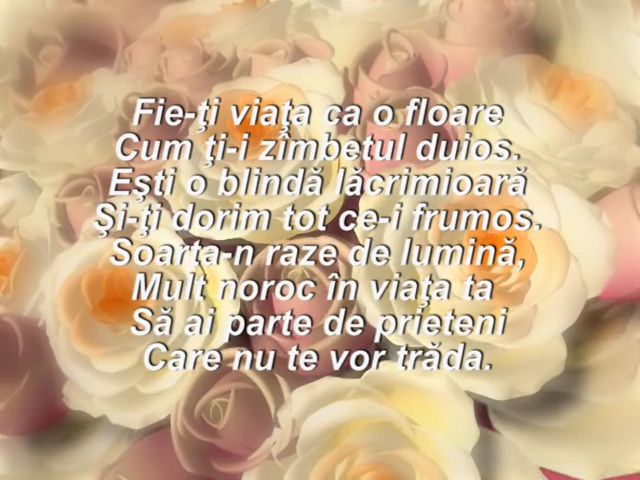 Fie-ţi viaţa ca o floare
Cum ţi-i zîmbetul duios.
Eşti o blindă lăcrimioară
Şi-ţi dorim tot ce-i frumos.
Soarta-n raze de lumină,
Mult noroc în viaţa ta
Să ai parte de prieteni
Care nu te vor trăda.